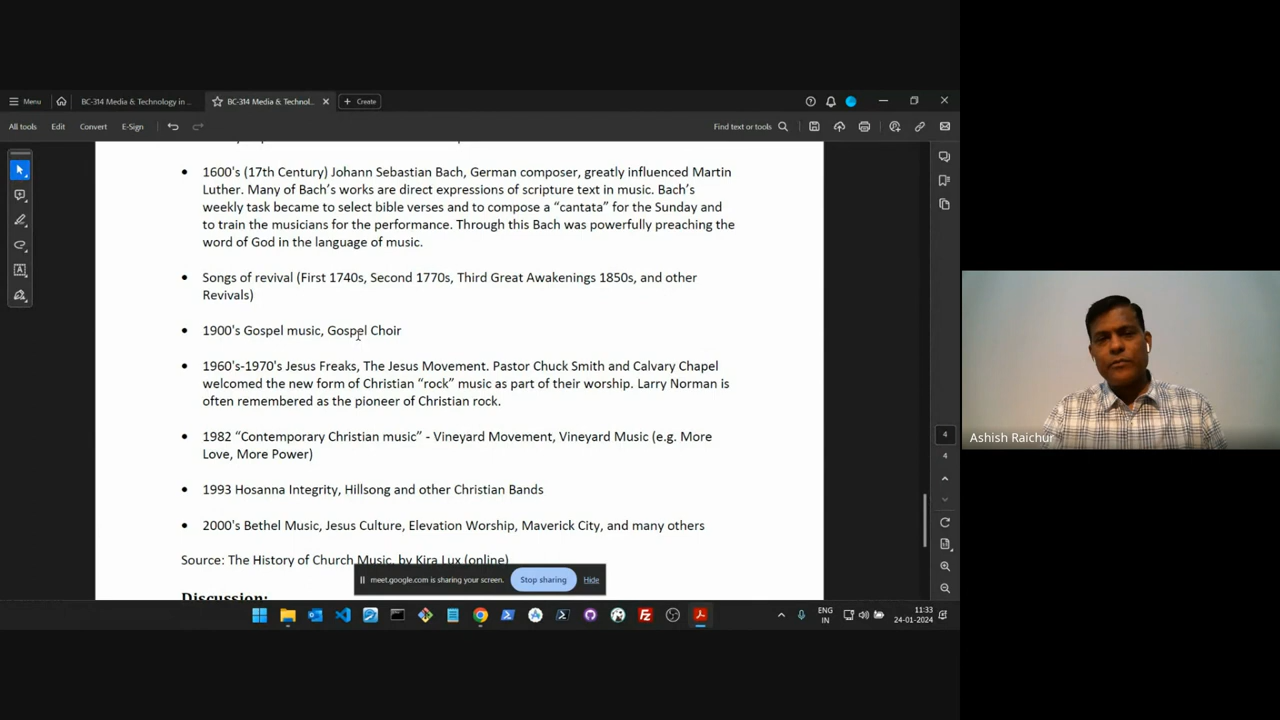 Menu
BC-314 Media & Technology in ...
BC-314 Media & Technol...
Create
All tools
Edit
Convert
E-Sign
Find text or tools
• 1600's (17th Century) Johann Sebastian Bach, German composer, greatly influenced Martin
Luther. Many of Bach's works are direct expressions of scripture text in music. Bach's
weekly task became to select bible verses and to compose a “cantata” for the Sunday and
to train the musicians for the performance. Through this Bach was powerfully preaching the
word of God in the language of music.
• Songs of revival (First 1740s, Second 1770s, Third Great Awakenings 1850s, and other
Revivals)
• 1900's Gospel music, Gospel Choir
• 1960's-1970's Jesus Freaks, The Jesus Movement. Pastor Chuck Smith and Calvary Chapel
welcomed the new form of Christian “rock” music as part of their worship. Larry Norman is
often remembered as the pioneer of Christian rock.
• 1982 “Contemporary Christian music” - Vineyard Movement, Vineyard Music (e.g. More
Love, More Power)
• 1993 Hosanna Integrity, Hillsong and other Christian Bands
• 2000's Bethel Music, Jesus Culture, Elevation Worship, Maverick City, and many others
Source: The History of Church Music, by Kira Lux (online)
Discussion:
4
4
meet.google.com is sharing your screen.
Stop sharing
Hide
ENG
IN
11:33
24-01-2024
Ashish Raichur